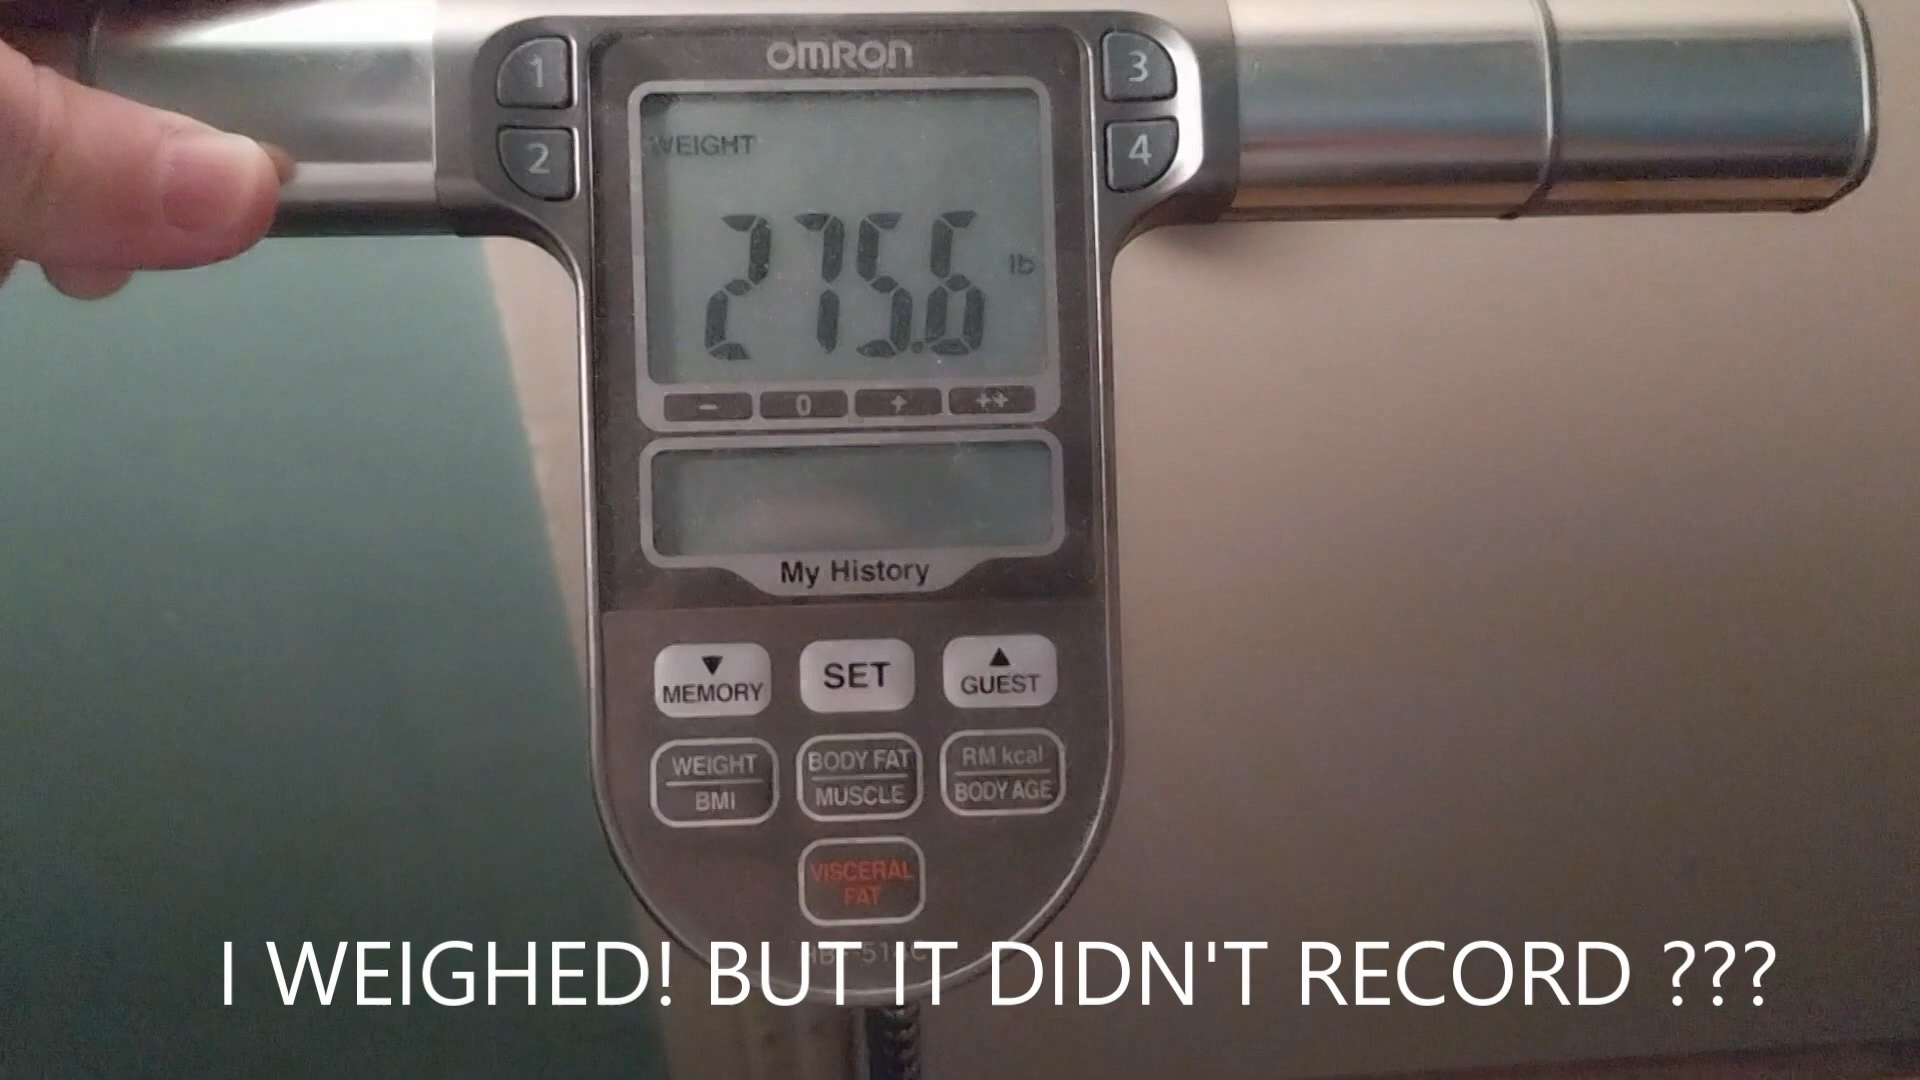 OMRON
1
3
2
4
WEIGHT
275.6
lb
- 0 + ++
My History
▼ SET ▲
MEMORY GUEST
WEIGHT BODY FAT RM kcal
BMI MUSCLE BODY AGE
VISCERAL
FAT
I WEIGHED! BUT IT DIDN'T RECORD ???